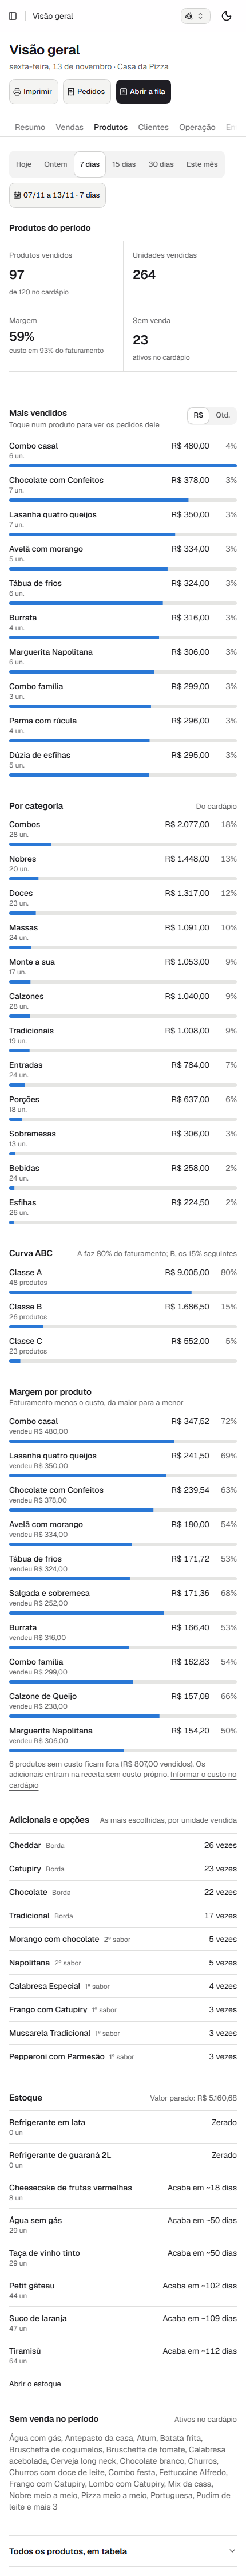 Visão geral
Visão geral
sexta-feira, 13 de novembro · Casa da Pizza
Imprimir Pedidos Abrir a fila
Resumo Vendas Produtos Clientes Operação
Hoje Ontem 7 dias 15 dias 30 dias Este mês
07/11 a 13/11 · 7 dias
Produtos do período
Produtos vendidos Unidades vendidas
97 264
de 120 no cardápio
Margem Sem venda
59% 23
custo em 93% do faturamento ativos no cardápio
Mais vendidos R$ Qtd.
Toque num produto para ver os pedidos dele
Combo casal R$ 480,00 4%
6 un.
Chocolate com Confeitos R$ 378,00 3%
7 un.
Lasanha quatro queijos R$ 350,00 3%
7 un.
Avelã com morango R$ 334,00 3%
5 un.
Tábua de frios R$ 324,00 3%
6 un.
Burrata R$ 316,00 3%
4 un.
Marguerita Napolitana R$ 306,00 3%
6 un.
Combo família R$ 299,00 3%
3 un.
Parma com rúcula R$ 296,00 3%
4 un.
Dúzia de esfihas R$ 295,00 3%
5 un.
Por categoria Do cardápio
Combos R$ 2.077,00 18%
28 un.
Nobres R$ 1.448,00 13%
20 un.
Doces R$ 1.317,00 12%
23 un.
Massas R$ 1.091,00 10%
24 un.
Monte a sua R$ 1.053,00 9%
17 un.
Calzones R$ 1.040,00 9%
28 un.
Tradicionais R$ 1.008,00 9%
19 un.
Entradas R$ 784,00 7%
24 un.
Porções R$ 637,00 6%
18 un.
Sobremesas R$ 306,00 3%
13 un.
Bebidas R$ 258,00 2%
24 un.
Esfihas R$ 224,50 2%
26 un.
Curva ABC A faz 80% do faturamento; B, os 15% seguintes
Classe A R$ 9.005,00 80%
48 produtos
Classe B R$ 1.686,50 15%
26 produtos
Classe C R$ 552,00 5%
23 produtos
Margem por produto
Faturamento menos o custo, da maior para a menor
Combo casal R$ 347,52 72%
vendeu R$ 480,00
Lasanha quatro queijos R$ 241,50 69%
vendeu R$ 350,00
Chocolate com Confeitos R$ 239,54 63%
vendeu R$ 378,00
Avelã com morango R$ 180,00 54%
vendeu R$ 334,00
Tábua de frios R$ 171,72 53%
vendeu R$ 324,00
Salgada e sobremesa R$ 171,36 68%
vendeu R$ 252,00
Burrata R$ 166,40 53%
vendeu R$ 316,00
Combo família R$ 162,83 54%
vendeu R$ 299,00
Calzone de Queijo R$ 157,08 66%
vendeu R$ 238,00
Marguerita Napolitana R$ 154,20 50%
vendeu R$ 306,00
6 produtos sem custo ficam fora (R$ 807,00 vendidos). Os
adicionais entram na receita sem custo próprio. Informar o custo no
cardápio
Adicionais e opções As mais escolhidas, por unidade vendida
Cheddar Borda 26 vezes
Catupiry Borda 23 vezes
Chocolate Borda 22 vezes
Tradicional Borda 17 vezes
Morango com chocolate 2º sabor 5 vezes
Napolitana 2º sabor 5 vezes
Calabresa Especial 1º sabor 4 vezes
Frango com Catupiry 1º sabor 3 vezes
Mussarela Tradicional 1º sabor 3 vezes
Pepperoni com Parmesão 1º sabor 3 vezes
Estoque Valor parado: R$ 5.160,68
Refrigerante em lata Zerado
0 un
Refrigerante de guaraná 2L Zerado
0 un
Cheesecake de frutas vermelhas Acaba em ~18 dias
8 un
Água sem gás Acaba em ~50 dias
29 un
Taça de vinho tinto Acaba em ~50 dias
29 un
Petit gâteau Acaba em ~102 dias
44 un
Suco de laranja Acaba em ~109 dias
47 un
Tiramisù Acaba em ~112 dias
64 un
Abrir o estoque
Sem venda no período Ativos no cardápio
Água com gás, Antepasto da casa, Atum, Batata frita,
Bruschetta de cogumelos, Bruschetta de tomate, Calabresa
acebolada, Cerveja long neck, Chocolate branco, Churros,
Churros com doce de leite, Combo festa, Fettuccine Alfredo,
Frango com Catupiry, Lombo com Catupiry, Mix da casa,
Nobre meio a meio, Pizza meio a meio, Portuguesa, Pudim de
leite e mais 3
Todos os produtos, em tabela